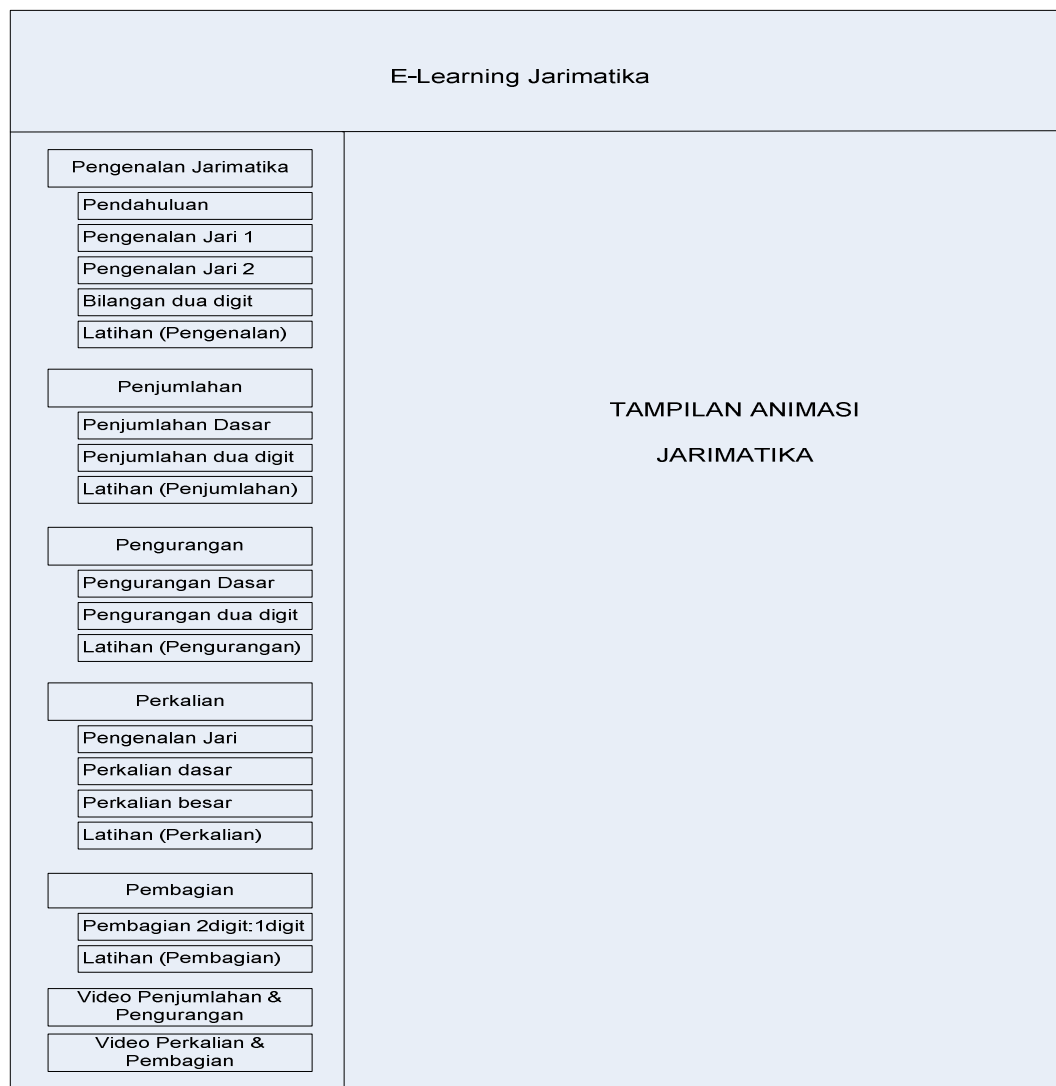 E-Learning Jarimatika
Pengenalan Jarimatika
Pendahuluan
Pengenalan Jari 1
Pengenalan Jari 2
Bilangan dua digit
Latihan (Pengenalan)
Penjumlahan
Penjumlahan Dasar
Penjumlahan dua digit
Latihan (Penjumlahan)
Pengurangan
Pengurangan Dasar
Pengurangan dua digit
Latihan (Pengurangan)
Perkalian
Pengenalan Jari
Perkalian dasar
Perkalian besar
Latihan (Perkalian)
Pembagian
Pembagian 2digit:1digit
Latihan (Pembagian)
Video Penjumlahan &
Pengurangan
Video Perkalian &
Pembagian
TAMPILAN ANIMASI
JARIMATIKA